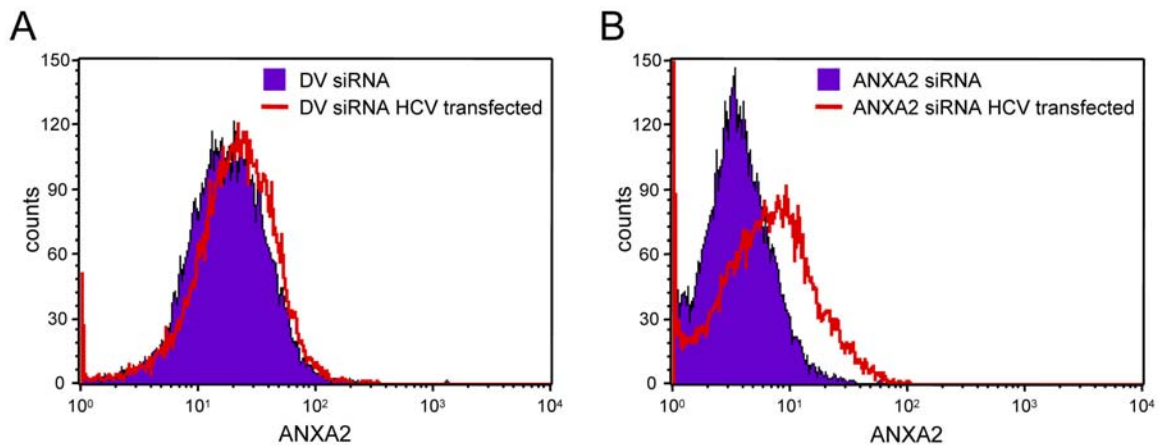 A
150
120
90
60
30
0
counts
DV siRNA
DV siRNA HCV transfected
10⁰
10¹
10²
10³
10⁴
ANXA2
B
150
120
90
60
30
0
counts
ANXA2 siRNA
ANXA2 siRNA HCV transfected
10⁰
10¹
10²
10³
10⁴
ANXA2